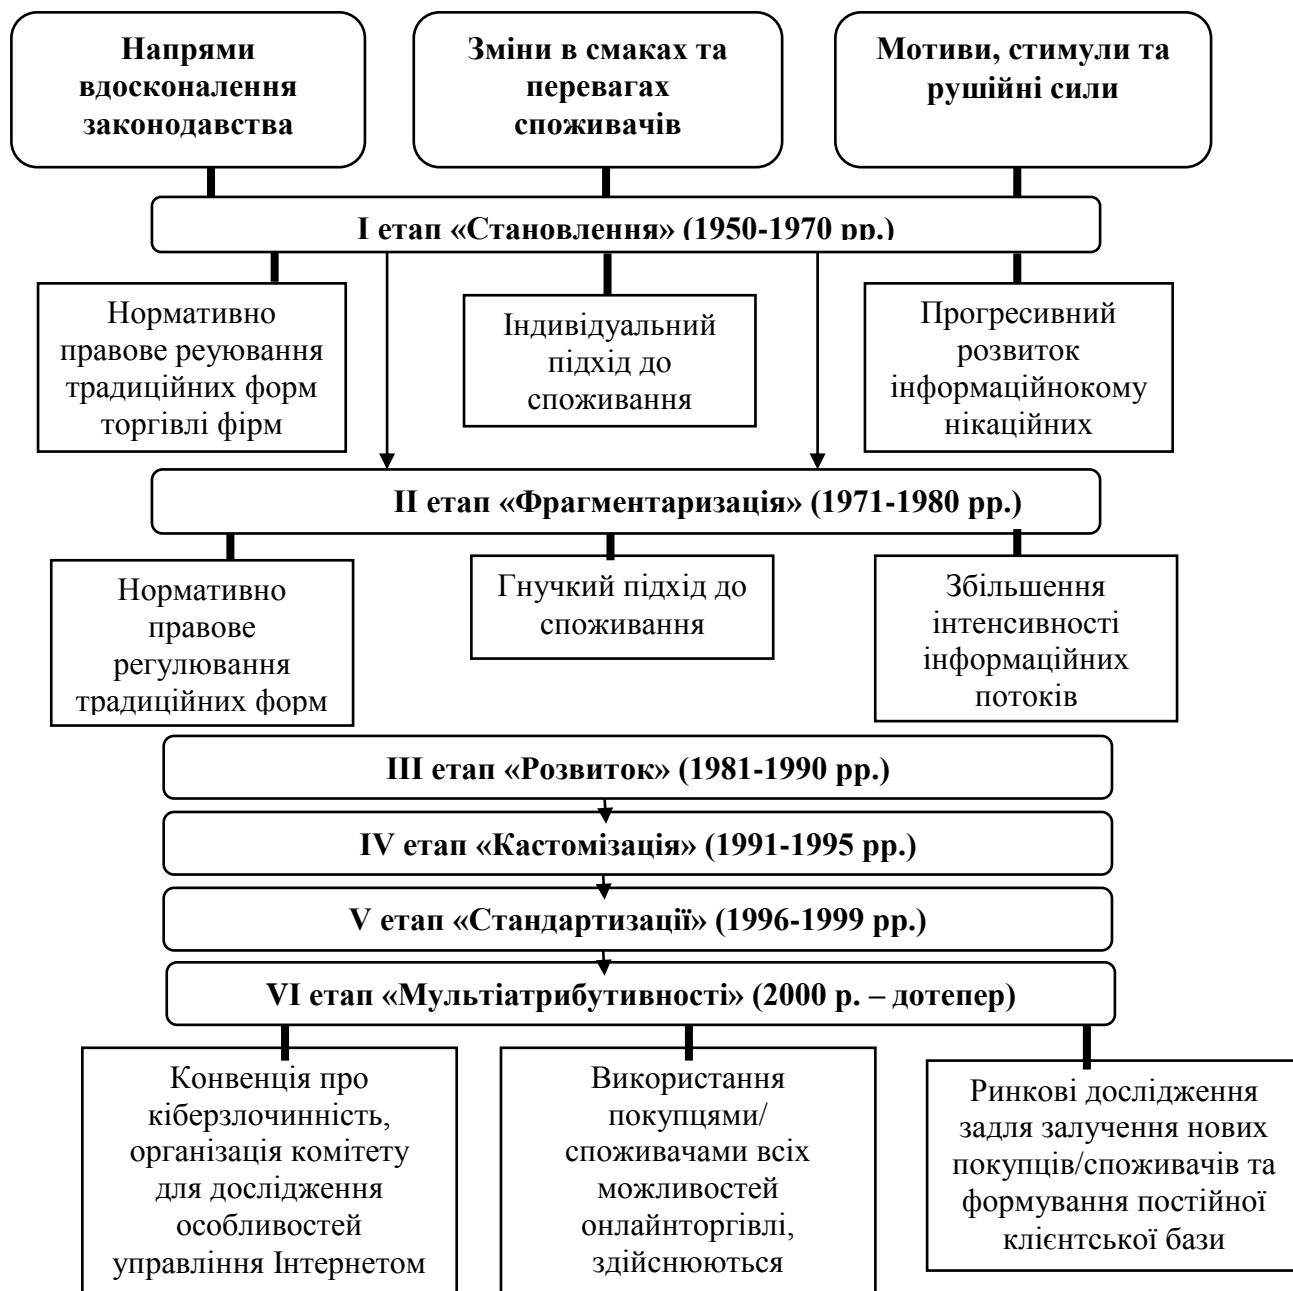 Напрями
вдосконалення
законодавства
Зміни в смаках та
перевагах
споживачів
Мотиви, стимули та
рушійні сили
I етап «Становлення» (1950-1970 рр.)
Нормативно
правове реуювання
традиційних форм
торгівлі фірм
Індивідуальний
підхід до
споживання
Прогресивний
розвиток
інформаційнокому
нікаційних
II етап «Фрагментаризація» (1971-1980 рр.)
Нормативно
правове
регулювання
традиційних форм
Гнучкий підхід до
споживання
Збільшення
інтенсивності
інформаційних
потоків
III етап «Розвиток» (1981-1990 рр.)
IV етап «Кастомізація» (1991-1995 рр.)
V етап «Стандартизації» (1996-1999 рр.)
VI етап «Мультіатрибутивності» (2000 р. – дотепер)
Конвенція про
кіберзлочинність,
організація комітету
для дослідження
особливостей
управління Інтернетом
Використання
покупцями/
споживачами всіх
можливостей
онлайнторгівлі,
здійснюються
Ринкові дослідження
задля залучення нових
покупців/споживачів та
формування постійної
клієнтської бази